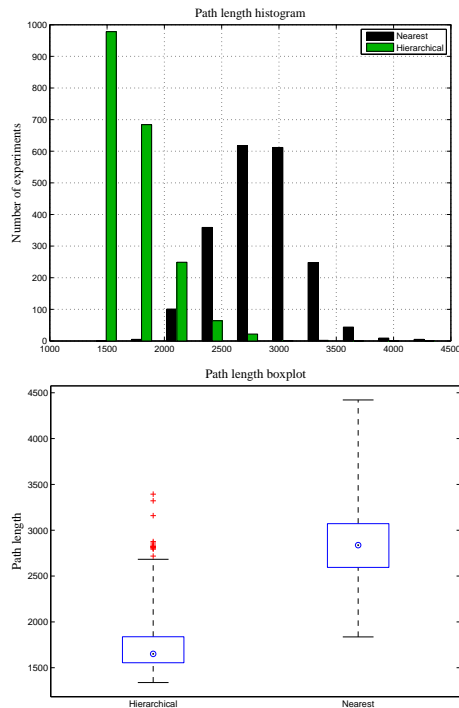 Path length histogram
1000
900
800
700
600
500
400
300
200
100
0
Number of experiments
Nearest
Hierarchical
1000 1500 2000 2500 3000 3500 4000 4500
Path length boxplot
4500
4000
3500
3000
2500
2000
1500
Path length
Hierarchical Nearest